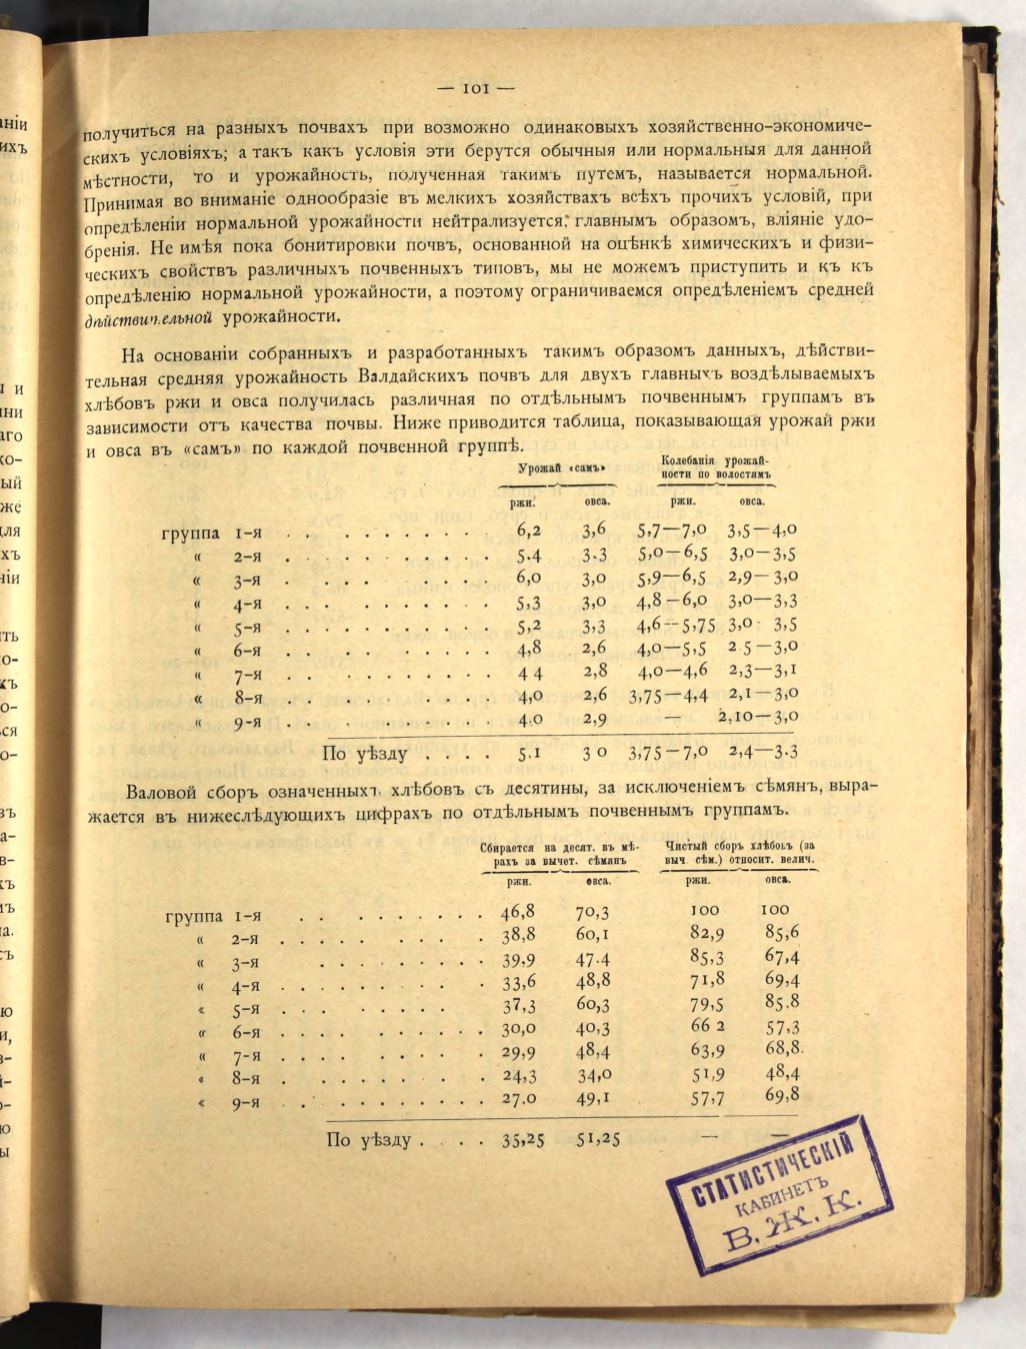 — 101 —
получиться на разныхъ почвахъ при возможно одинаковыхъ хозяйственно-экономиче-
скихъ условіяхъ; а такъ какъ условія эти берутся обычныя или нормальныя для данной
мѣстности, то и урожайность, полученная такимъ путемъ, называется нормальной.
Принимая во вниманіе однообразіе въ мелкихъ хозяйствахъ всѣхъ прочихъ условій, при
опредѣленіи нормальной урожайности нейтрализуется, главнымъ образомъ, вліяніе удо-
бренія. Не имѣя пока бонитировки почвъ, основанной на оцѣнкѣ химическихъ и физи-
ческихъ свойствъ различныхъ почвенныхъ типовъ, мы не можемъ приступить и къ къ
опредѣленію нормальной урожайности, а поэтому ограничиваемся опредѣленіемъ средней
дѣйствительной урожайности.
На основаніи собранныхъ и разработанныхъ такимъ образомъ данныхъ, дѣйстви-
тельная средняя урожайность Валдайскихъ почвъ для двухъ главныхъ воздѣлываемыхъ
хлѣбовъ ржи и овса получилась различная по отдѣльнымъ почвеннымъ группамъ въ
зависимости отъ качества почвы. Ниже приводится таблица, показывающая урожай ржи
и овса въ «самъ» по каждой почвенной группѣ.
Урожай «самъ» Колебанія урожай-
ности по волостямъ
ржи. овса. ржи. овса.
группа 1-я . . . . . . . . . 6,2 3,6 5,7—7,0 3,5—4,0
“ 2-я . . . . . . . . . 5.4 3.3 5,0—6,5 3,0—3,5
“ 3-я . . . . . . . . 6,0 3,0 5,9—6,5 2,9—3,0
“ 4-я . . . . . . . . . . 5,3 3,0 4,8—6,0 3,0—3,3
“ 5-я . . . . . . . . . . . 5,2 3,3 4,6—5,75 3,0- 3,5
“ 6-я . . . . . . . . 4,8 2,6 4,0—5,5 2 5—3,0
“ 7-я . . . . . . . . . . 4 4 2,8 4,0—4,6 2,3—3,1
“ 8-я . . . . . . . . . . 4,0 2,6 3,75—4,4 2,1—3,0
“ 9-я . . . . . . . . . . 4.0 2,9 — 2,10—3,0
По уѣзду . . . . 5.1 3 0 3,75—7,0 2,4—3.3
Валовой сборъ означенныхъ хлѣбовъ съ десятины, за исключеніемъ сѣмянъ, выра-
жается въ нижеслѣдующихъ цифрахъ по отдѣльнымъ почвеннымъ группамъ.
Сбирается на десят. въ мѣ- Чистый сборъ хлѣбовъ (за
рахъ за вычет. сѣмянъ выч сѣм.) относит. велич.
ржи. овса. ржи. овса.
группа 1-я . . . . . . . . . 46,8 70,3 100 100
“ 2-я . . . . . . . . . 38,8 60,1 82,9 85,6
“ 3-я . . . . . . . . . 39.9 47.4 85,3 67,4
“ 4-я . . . . . . . . . 33,6 48,8 71,8 69,4
“ 5-я . . . . . . . . 37,3 60,3 79,5 85.8
“ 6-я . . . . . . . . . . 30,0 40,3 66 2 57,3
“ 7-я . . . . . . . . . 29,9 48,4 63,9 68,8.
“ 8-я . . . . . . . . 24,3 34,0 51,9 48,4
“ 9-я . . . . . . . . . . 27.0 49,1 57,7 69,8
По уѣзду . . . . 35,25 51,25 — —
СТАТИСТИЧЕСКІЙ
КАБИНЕТЪ
В. Ж. К.